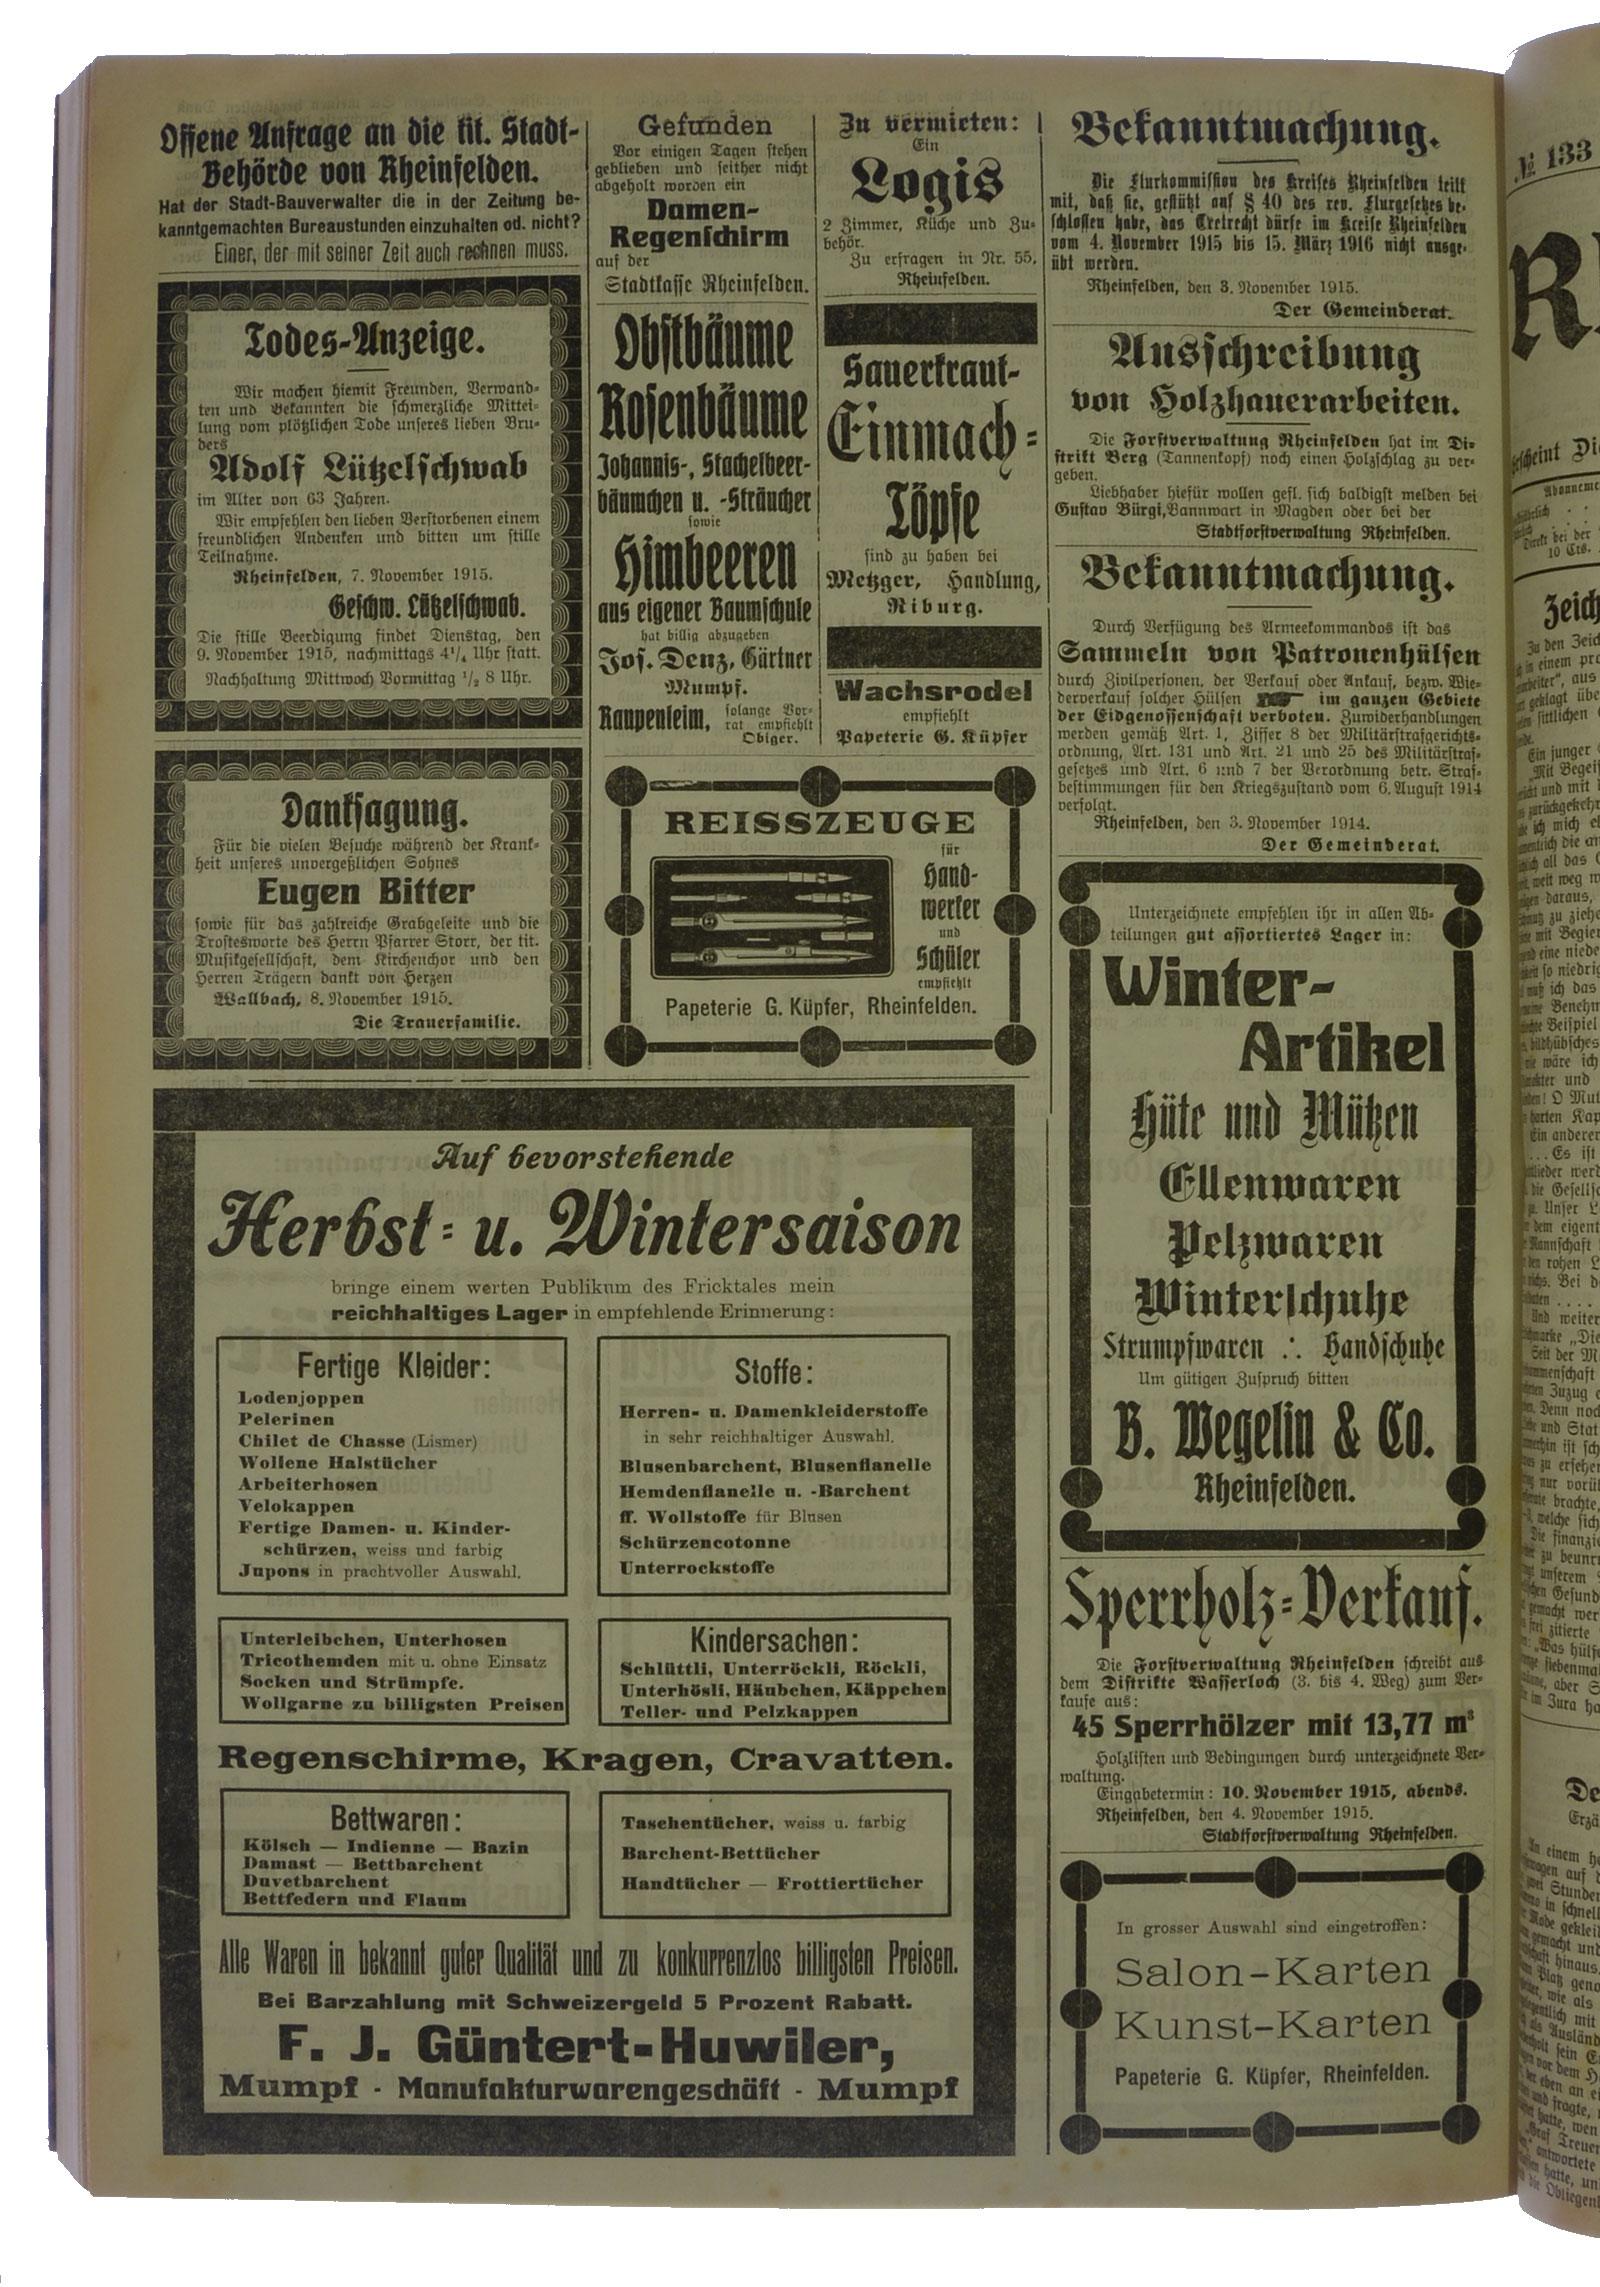 Offene Anfrage an die tit. Stadt-
Behörde von Rheinfelden.
Hat der Stadt-Bauverwalter die in der Zeitung be-
kanntgemachten Bureaustunden einzuhalten od. nicht?
Einer, der mit seiner Zeit auch rechnen muss.
Todes-Anzeige.
Wir machen hiemit Freunden, Verwand-
ten und Bekannten die schmerzliche Mittei-
lung vom plötzlichen Tode unseres lieben Bru-
ders
Adolf Lützelschwab
im Alter von 63 Jahren.
Wir empfehlen den lieben Verstorbenen einem
freundlichen Andenken und bitten um stille
Teilnahme.
Rheinfelden, 7. November 1915.
Geschw. Lützelschwab.
Die stille Beerdigung findet Dienstag, den
9. November 1915, nachmittags 4¹/₄ Uhr statt.
Nachhaltung Mittwoch Vormittag ¹/₂ 8 Uhr.
Danksagung.
Für die vielen Besuche während der Krank-
heit unseres unvergeßlichen Sohnes
Eugen Bitter
sowie für das zahlreiche Grabgeleite und die
Trostesworte des Herrn Pfarrer Storr, der tit.
Musikgesellschaft, dem Kirchenchor und den
Herren Trägern dankt von Herzen
Wallbach, 8. November 1915.
Die Trauerfamilie.
Gefunden
Vor einigen Tagen stehen
geblieben und seither nicht
abgeholt worden ein
Damen-
Regenschirm
auf der
Stadtkasse Rheinfelden.
Obstbäume
Rosenbäume
Johannis-, Stachelbeer-
bäumchen u. -Sträucher
sowie
Himbeeren
aus eigener Baumschule
hat billig abzugeben
Jos. Denz, Gärtner
Mumpf.
Raupenleim, solange Vor-
rat empfiehlt
Obiger.
Zu vermieten:
Ein
Logis
2 Zimmer, Küche und Zu-
behör.
Zu erfragen in Nr. 55,
Rheinfelden.
Sauerkraut-
Einmach-
Töpfe
sind zu haben bei
Metzger, Handlung,
Riburg.
Wachsrodel
empfiehlt
Papeterie G. Küpfer
REISSZEUGE
für
Hand-
werker
und
Schüler
empfiehlt
Papeterie G. Küpfer, Rheinfelden.
Auf bevorstehende
Herbst- u. Wintersaison
bringe einem werten Publikum des Fricktales mein
reichhaltiges Lager in empfehlende Erinnerung:
Fertige Kleider:
Lodenjoppen
Pelerinen
Chilet de Chasse (Lismer)
Wollene Halstücher
Arbeiterhosen
Velokappen
Fertige Damen- u. Kinder-
schürzen, weiss und farbig
Jupons in prachtvoller Auswahl.
Stoffe:
Herren- u. Damenkleiderstoffe
in sehr reichhaltiger Auswahl.
Blusenbarchent, Blusenflanelle
Hemdenflanelle u. -Barchent
ff. Wollstoffe für Blusen
Schürzencotonne
Unterrockstoffe
Unterleibchen, Unterhosen
Tricothemden mit u. ohne Einsatz
Socken und Strümpfe.
Wollgarne zu billigsten Preisen
Kindersachen:
Schlüttli, Unterröckli, Röckli,
Unterhösli, Häubchen, Käppchen
Teller- und Pelzkappen
Regenschirme, Kragen, Cravatten.
Bettwaren:
Kölsch — Indienne — Bazin
Damast — Bettbarchent
Duvetbarchent
Bettfedern und Flaum
Taschentücher, weiss u. farbig
Barchent-Bettücher
Handtücher — Frottiertücher
Alle Waren in bekannt guter Qualität und zu konkurrenzlos billigsten Preisen.
Bei Barzahlung mit Schweizergeld 5 Prozent Rabatt.
F. J. Güntert-Huwiler,
Mumpf - Manufakturwarengeschäft - Mumpf
Bekanntmachung.
Die Flurkommission des Kreises Rheinfelden teilt
mit, daß sie, gestützt auf § 40 des rev. Flurgesetzes be-
schlossen habe, das Tretrecht dürfe im Kreise Rheinfelden
vom 4. November 1915 bis 15. März 1916 nicht ausge-
übt werden.
Rheinfelden, den 3. November 1915.
Der Gemeinderat.
Ausschreibung
von Holzhauerarbeiten.
Die Forstverwaltung Rheinfelden hat im Di-
strikt Berg (Tannenkopf) noch einen Holzschlag zu ver-
geben.
Liebhaber hiefür wollen gefl. sich baldigst melden bei
Gustav Bürgi, Bannwart in Magden oder bei der
Stadtforstverwaltung Rheinfelden.
Bekanntmachung.
Durch Verfügung des Armeekommandos ist das
Sammeln von Patronenhülsen
durch Zivilpersonen, der Verkauf oder Ankauf, bezw. Wie-
derverkauf solcher Hülsen ☛ im ganzen Gebiete
der Eidgenossenschaft verboten. Zuwiderhandlungen
werden gemäß Art. 1, Ziffer 8 der Militärstrafgerichts-
ordnung, Art. 131 und Art. 21 und 25 des Militärstraf-
gesetzes und Art. 6 und 7 der Verordnung betr. Straf-
bestimmungen für den Kriegszustand vom 6. August 1914
verfolgt.
Rheinfelden, den 3. November 1914.
Der Gemeinderat.
Unterzeichnete empfehlen ihr in allen Ab-
teilungen gut assortiertes Lager in:
Winter-
Artikel
Hüte und Mützen
Ellenwaren
Pelzwaren
Winterschuhe
Strumpfwaren ∴ Handschuhe
Um gütigen Zuspruch bitten
B. Wegelin & Co.
Rheinfelden.
Sperrholz-Verkauf.
Die Forstverwaltung Rheinfelden schreibt aus
dem Distrikte Wasserloch (3. bis 4. Weg) zum Ver-
kaufe aus:
45 Sperrhölzer mit 13,77 m³
Holzlisten und Bedingungen durch unterzeichnete Ver-
waltung.
Eingabetermin: 10. November 1915, abends.
Rheinfelden, den 4. November 1915.
Stadtforstverwaltung Rheinfelden.
In grosser Auswahl sind eingetroffen:
Salon-Karten
Kunst-Karten
Papeterie G. Küpfer, Rheinfelden.
№ 133